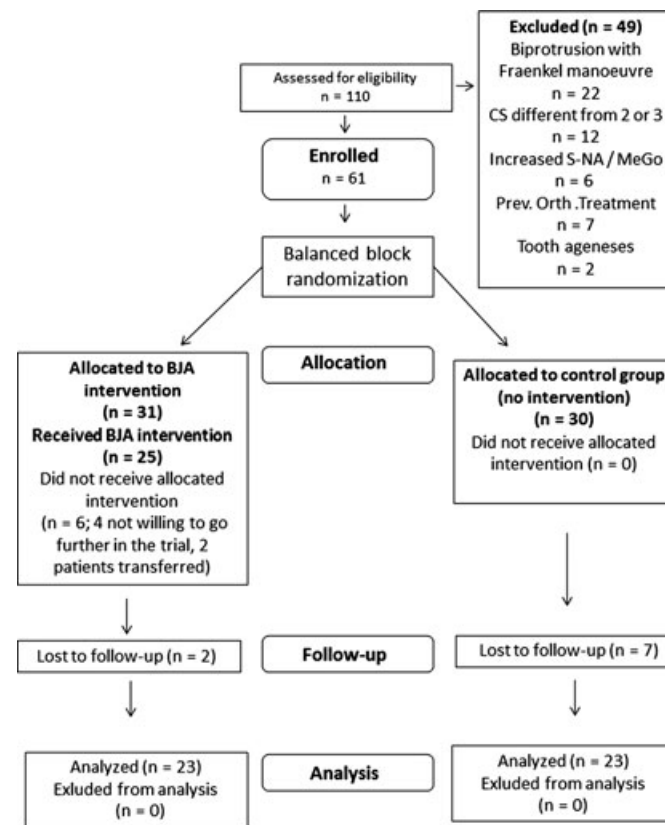 Assessed for eligibility
n = 110
Excluded (n = 49)
Biprotrusion with
Fraenkel manoeuvre
n = 22
CS different from 2 or 3
n = 12
Increased S-NA / MeGo
n = 6
Prev. Orth .Treatment
n = 7
Tooth ageneses
n = 2
Enrolled
n = 61
Balanced block
randomization
Allocation
Allocated to BJA
intervention
(n = 31)
Received BJA intervention
(n = 25)
Did not receive allocated
intervention
(n = 6; 4 not willing to go
further in the trial, 2
patients transferred)
Allocated to control group
(no intervention)
(n = 30)
Did not receive allocated
intervention (n = 0)
Lost to follow-up (n = 2)
Follow-up
Lost to follow-up (n = 7)
Analyzed (n = 23)
Exluded from analysis
(n = 0)
Analysis
Analyzed (n = 23)
Exluded from analysis
(n = 0)